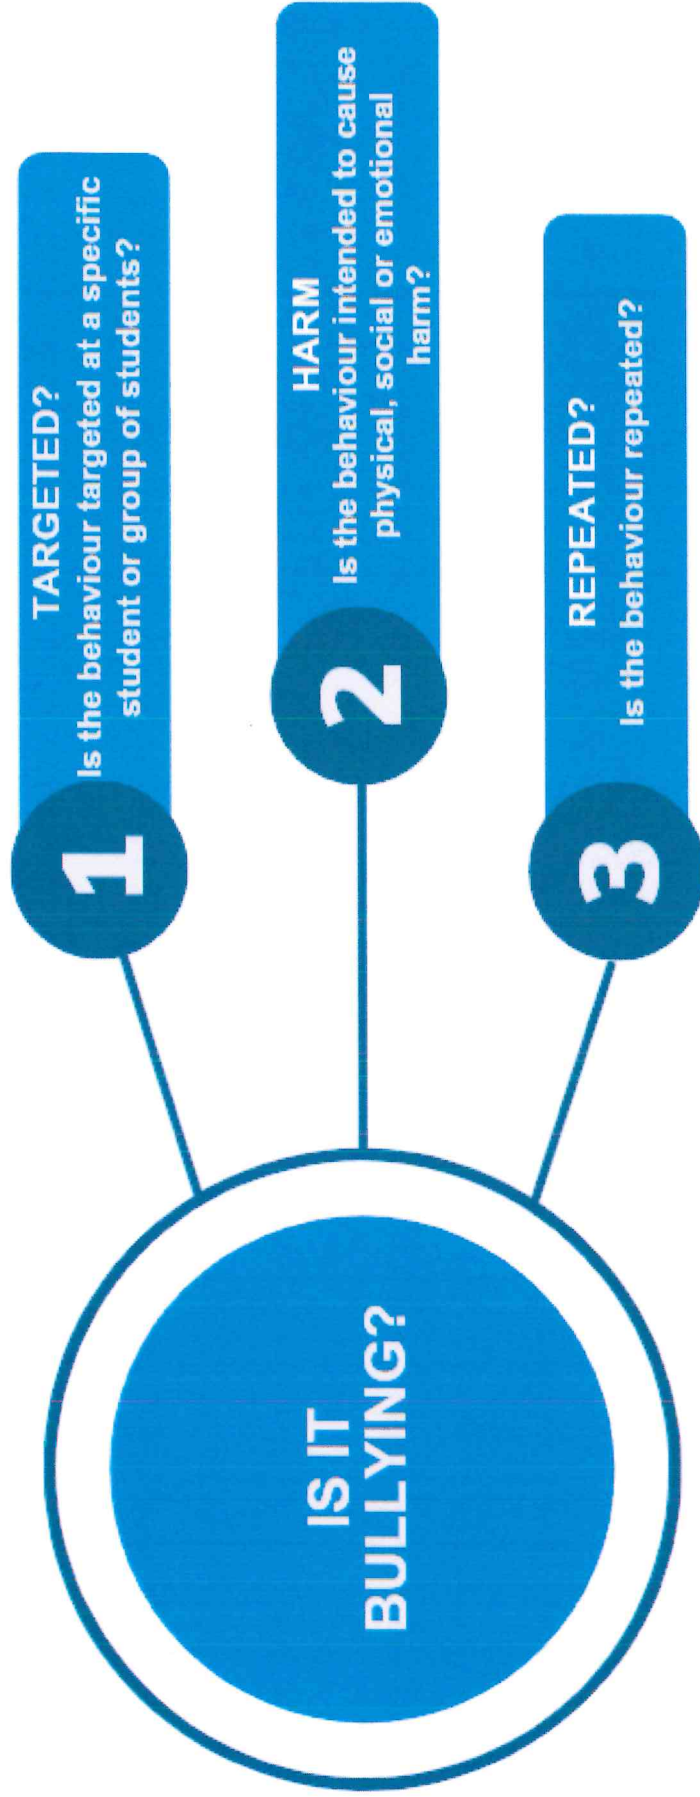 IS IT
BULLYING?
1
TARGETED?
Is the behaviour targeted at a specific
student or group of students?
2
HARM
Is the behaviour intended to cause
physical, social or emotional
harm?
3
REPEATED?
Is the behaviour repeated?